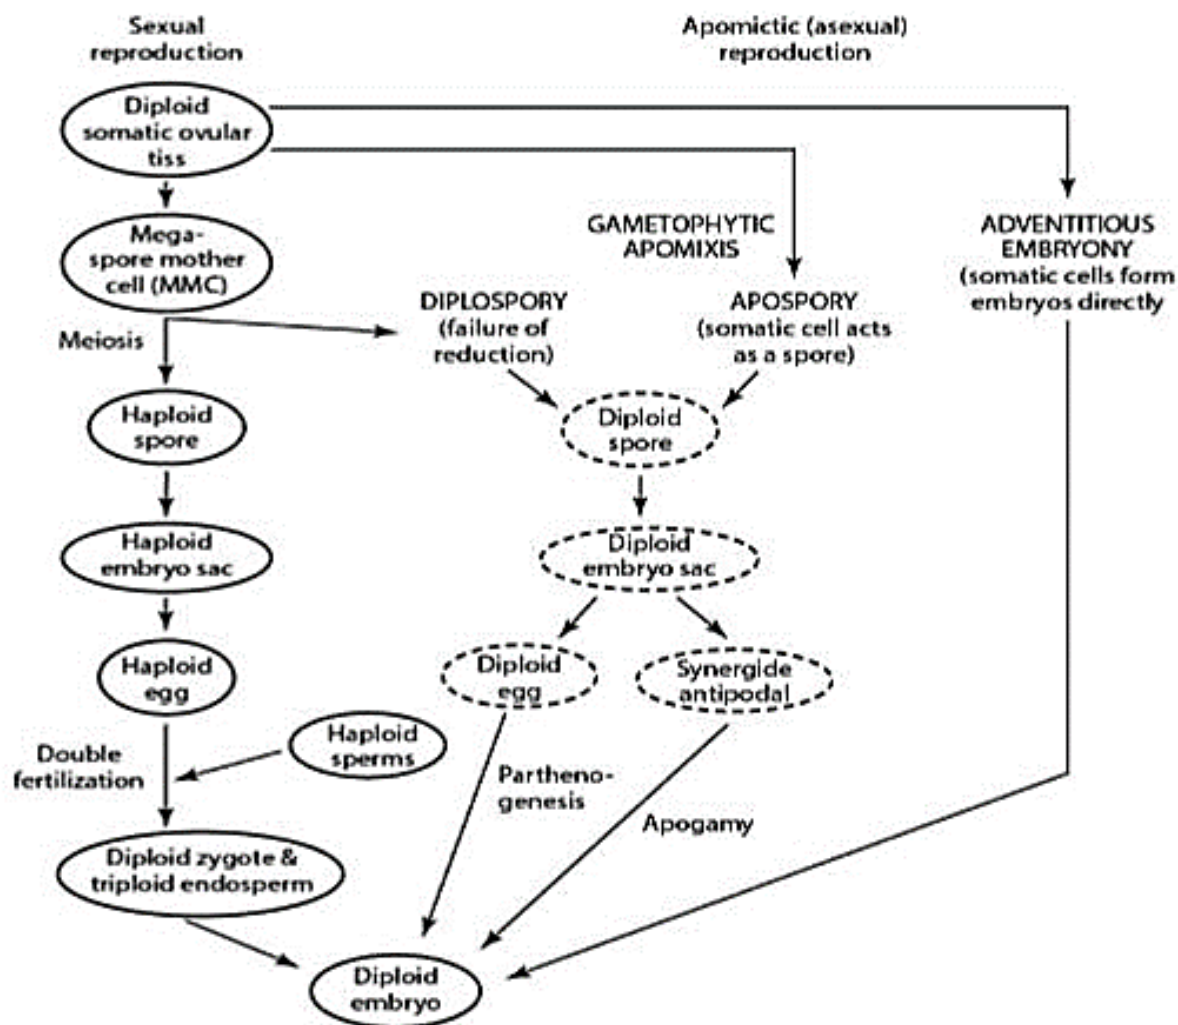 Sexual
reproduction
Apomictic (asexual)
reproduction
Diploid
somatic ovular
tiss
Mega-
spore mother
cell (MMC)
GAMETOPHYTIC
APOMIXIS
ADVENTITIOUS
EMBRYONY
(somatic cells form
embryos directly
DIPLOSPORY
(failure of
reduction)
APOSPORY
(somatic cell acts
as a spore)
Meiosis
Haploid
spore
Diploid
spore
Haploid
embryo sac
Diploid
embryo sac
Haploid
egg
Diploid
egg
Synergide
antipodal
Double
fertilization
Haploid
sperms
Partheno-
genesis
Apogamy
Diploid zygote &
triploid endosperm
Diploid
embryo